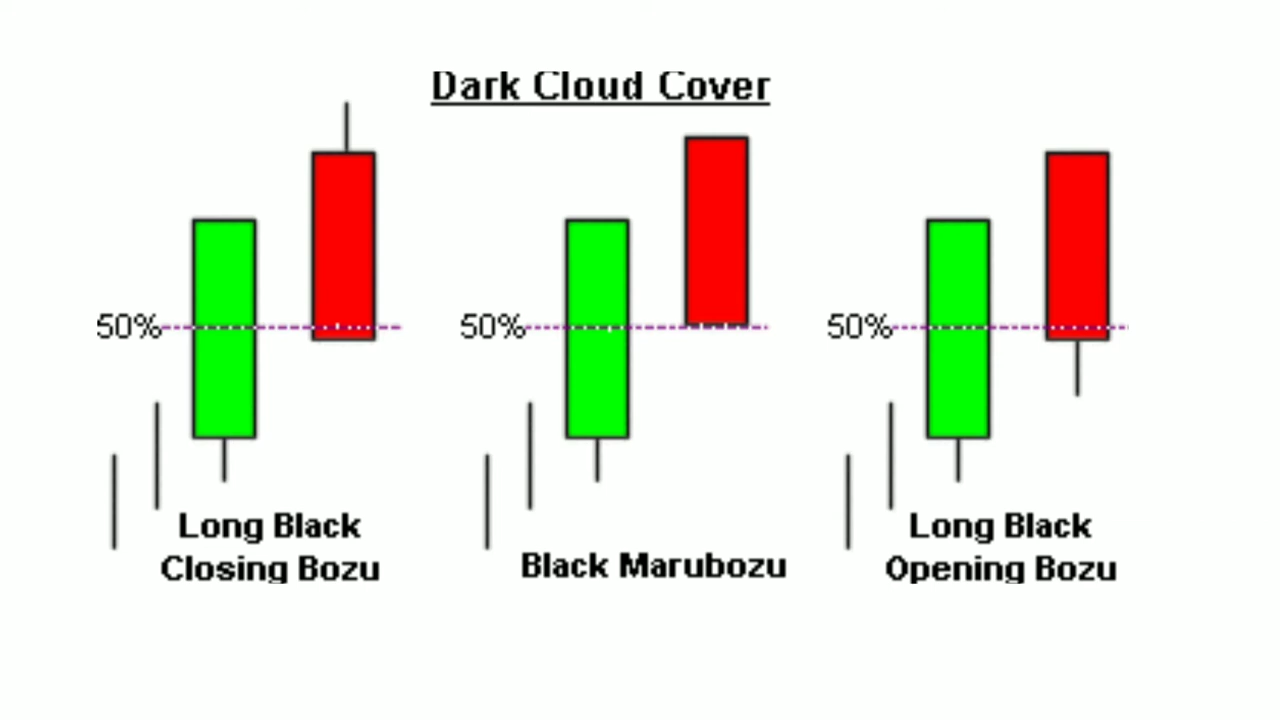 Dark Cloud Cover
50%
50%
50%
Long Black
Closing Bozu
Black Marubozu
Long Black
Opening Bozu